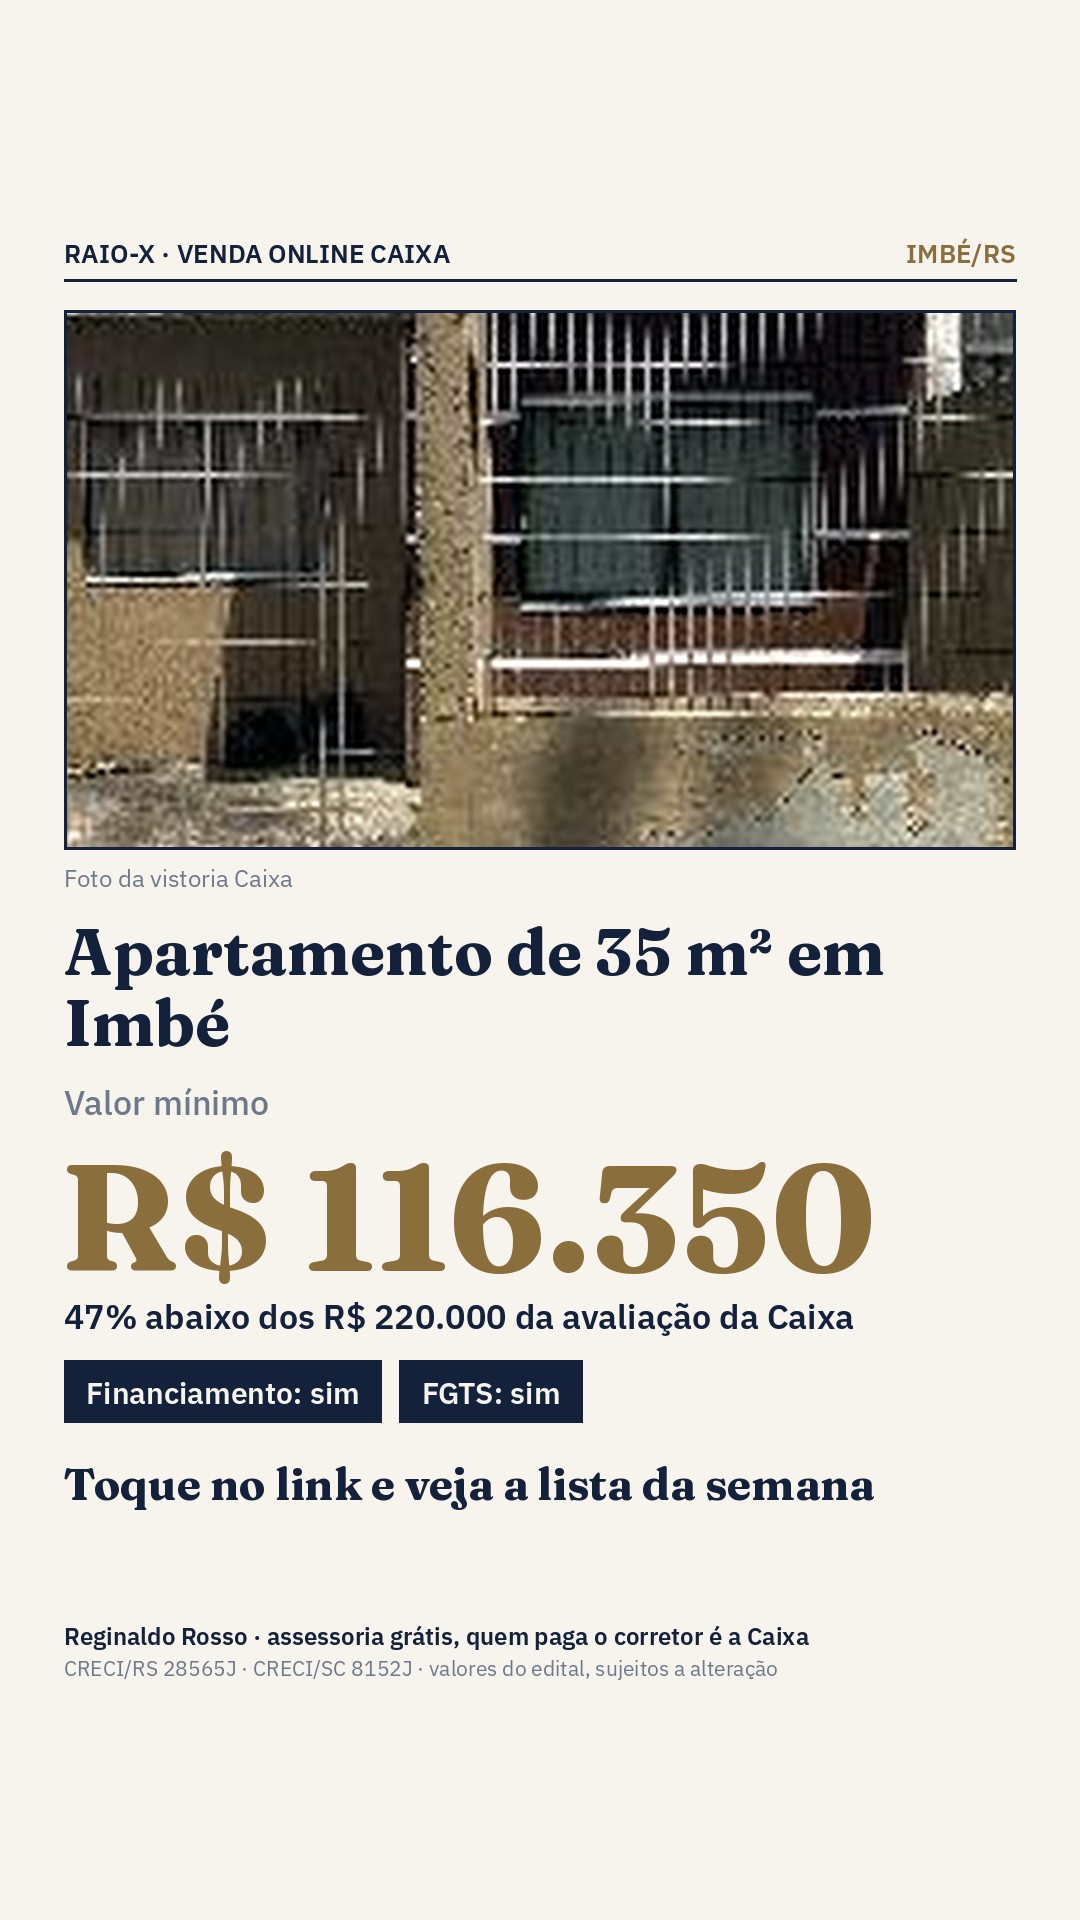 RAIO-X · VENDA ONLINE CAIXA
IMBÉ/RS
Foto da vistoria Caixa
Apartamento de 35 m² em
Imbé
Valor mínimo
R$ 116.350
47% abaixo dos R$ 220.000 da avaliação da Caixa
Financiamento: sim
FGTS: sim
Toque no link e veja a lista da semana
Reginaldo Rosso · assessoria grátis, quem paga o corretor é a Caixa
CRECI/RS 28565J · CRECI/SC 8152J · valores do edital, sujeitos a alteração